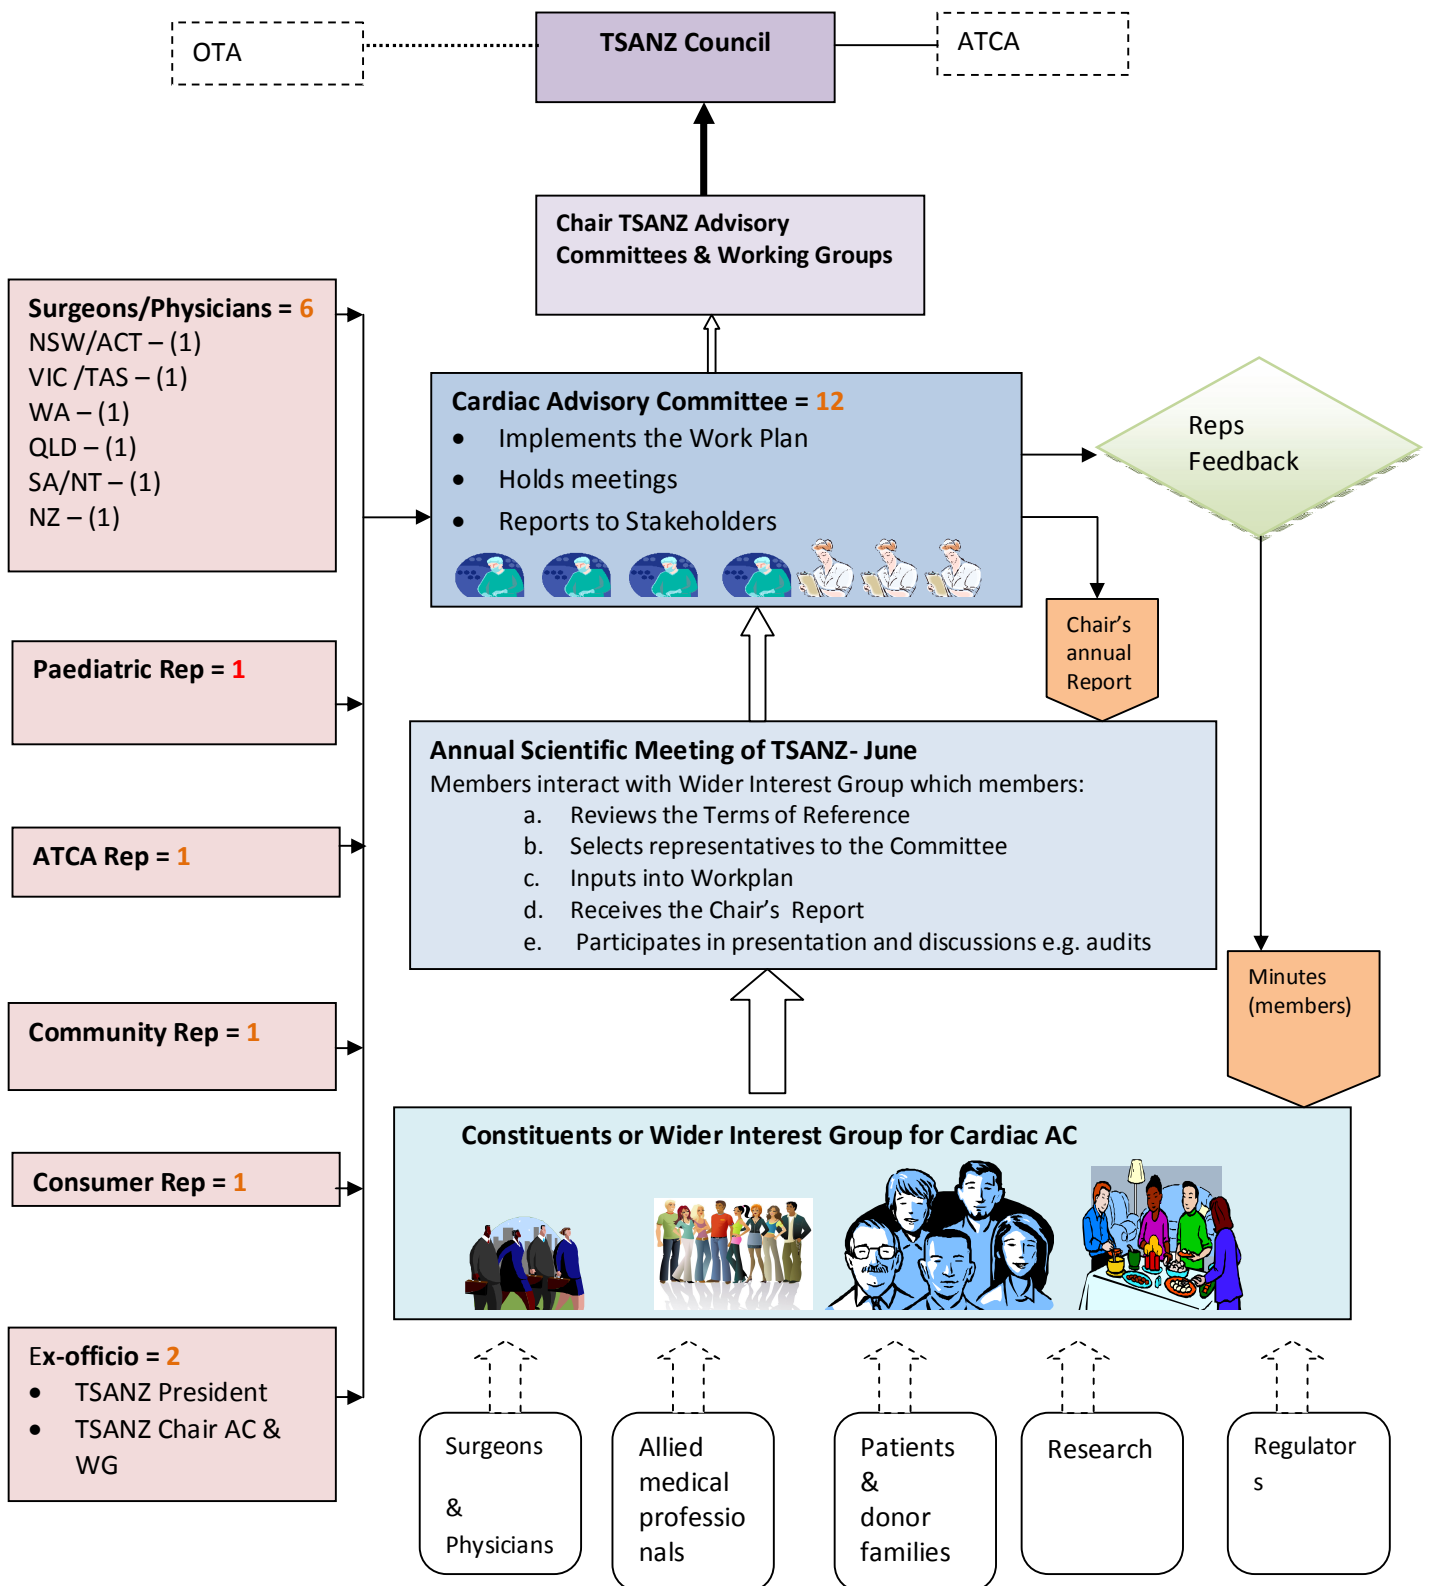 OTA
TSANZ Council
ATCA
Chair TSANZ Advisory
Committees & Working Groups
Surgeons/Physicians = 6
NSW/ACT – (1)
VIC /TAS – (1)
WA – (1)
QLD – (1)
SA/NT – (1)
NZ – (1)
Cardiac Advisory Committee = 12
• Implements the Work Plan
• Holds meetings
• Reports to Stakeholders
Reps
Feedback
Chair's
annual
Report
Paediatric Rep = 1
ATCA Rep = 1
Community Rep = 1
Consumer Rep = 1
Ex-officio = 2
• TSANZ President
• TSANZ Chair AC &
WG
Annual Scientific Meeting of TSANZ- June
Members interact with Wider Interest Group which members:
a. Reviews the Terms of Reference
b. Selects representatives to the Committee
c. Inputs into Workplan
d. Receives the Chair's Report
e. Participates in presentation and discussions e.g. audits
Minutes
(members)
Constituents or Wider Interest Group for Cardiac AC
Surgeons
&
Physicians
Allied
medical
professio
nals
Patients
&
donor
families
Research
Regulator
s